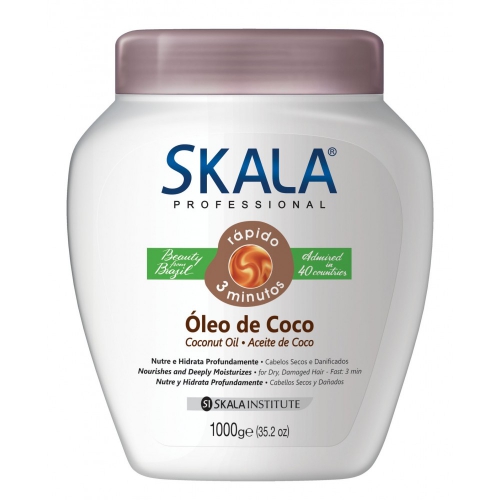 SKALA®
PROFESSIONAL
rápido
Beauty from Brazil
Admired in 40 countries
3 minutos
Óleo de Coco
Coconut Oil • Aceite de Coco
Nutre e Hidrata Profundamente • Cabelos Secos e Danificados
Nourishes and Deeply Moisturizes • for Dry, Damaged Hair - Fast: 3 min
Nutre y Hidrata Profundamente • Cabellos Secos y Dañados
SI SKALA INSTITUTE
1000g℮ (35.2 oz)